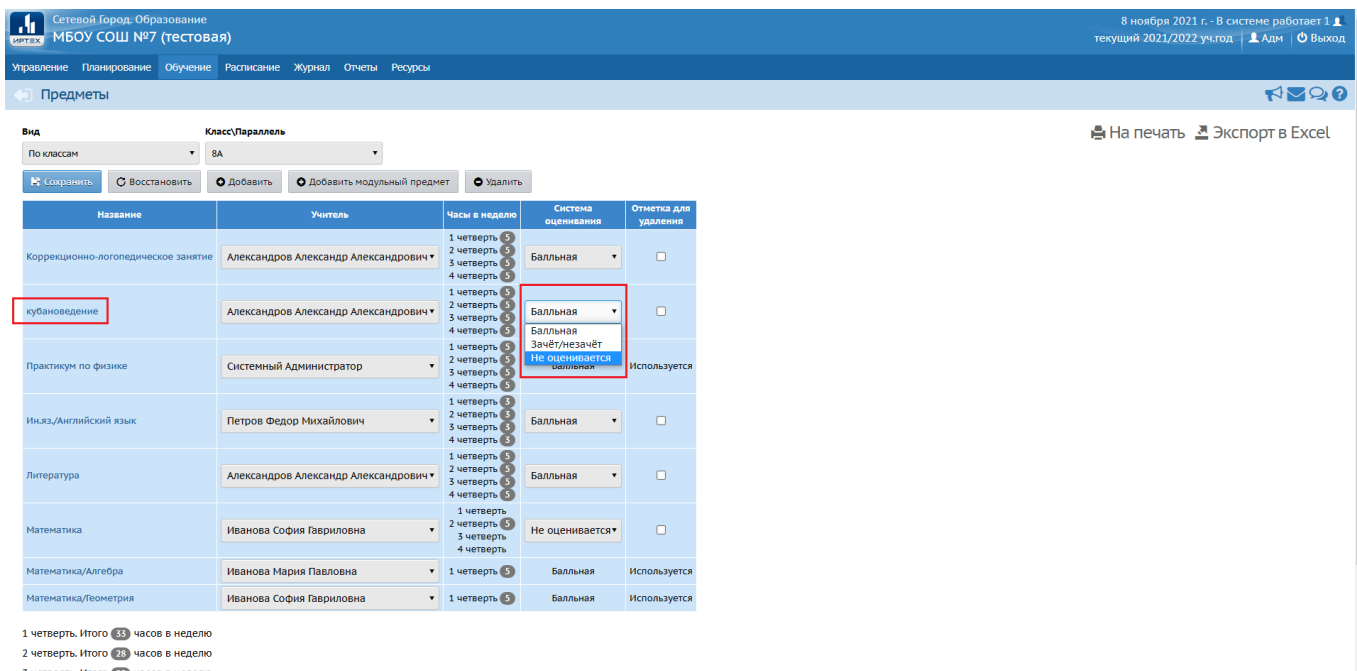 Сетевой Город. Образование
МБОУ СОШ №7 (тестовая)
ИРТЕХ
8 ноября 2021 г. - В системе работает 1
текущий 2021/2022 уч.год Адм Выход
Управление Планирование Обучение Расписание Журнал Отчеты Ресурсы
Предметы
Вид Класс\Параллель
По классам 8А
На печать Экспорт в Excel
Сохранить Восстановить Добавить Добавить модульный предмет Удалить
Название Учитель Часы в неделю Система оценивания Отметка для удаления
Коррекционно-логопедическое занятие Александров Александр Александрович Балльная
1 четверть 5
2 четверть 5
3 четверть 5
4 четверть 5
кубановедение Александров Александр Александрович Балльная
1 четверть 5
2 четверть 5
3 четверть 5
4 четверть 5
Балльная
Зачёт/незачёт
Не оценивается
Практикум по физике Системный Администратор Балльная Используется
1 четверть 5
2 четверть 5
3 четверть 5
4 четверть 5
Ин.яз./Английский язык Петров Федор Михайлович Балльная
1 четверть 3
2 четверть 3
3 четверть 3
4 четверть 3
Литература Александров Александр Александрович Балльная
1 четверть 5
2 четверть 5
3 четверть 5
4 четверть 5
Математика Иванова София Гавриловна Не оценивается
1 четверть
2 четверть 5
3 четверть
4 четверть
Математика/Алгебра Иванова Мария Павловна 1 четверть 5 Балльная Используется
Математика/Геометрия Иванова София Гавриловна 1 четверть 5 Балльная Используется
1 четверть. Итого 33 часов в неделю
2 четверть. Итого 28 часов в неделю